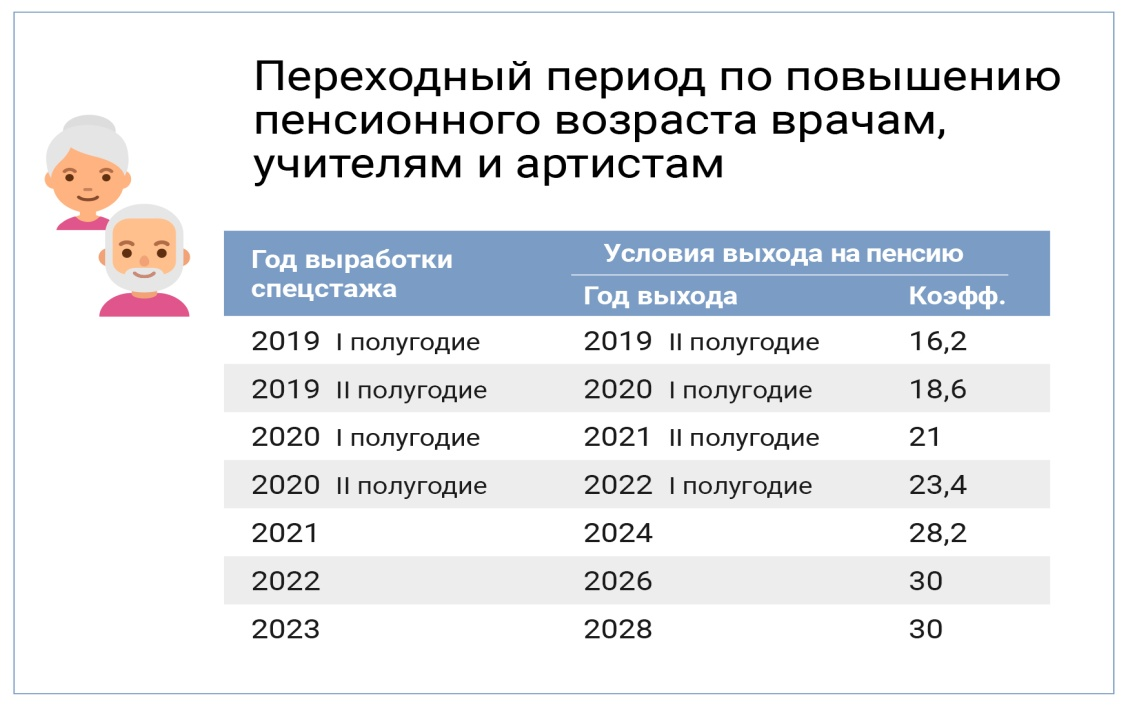 Переходный период по повышению
пенсионного возраста врачам,
учителям и артистам
Год выработки
спецстажа
Условия выхода на пенсию
Год выхода Коэфф.
2019 I полугодие 2019 II полугодие 16,2
2019 II полугодие 2020 I полугодие 18,6
2020 I полугодие 2021 II полугодие 21
2020 II полугодие 2022 I полугодие 23,4
2021 2024 28,2
2022 2026 30
2023 2028 30